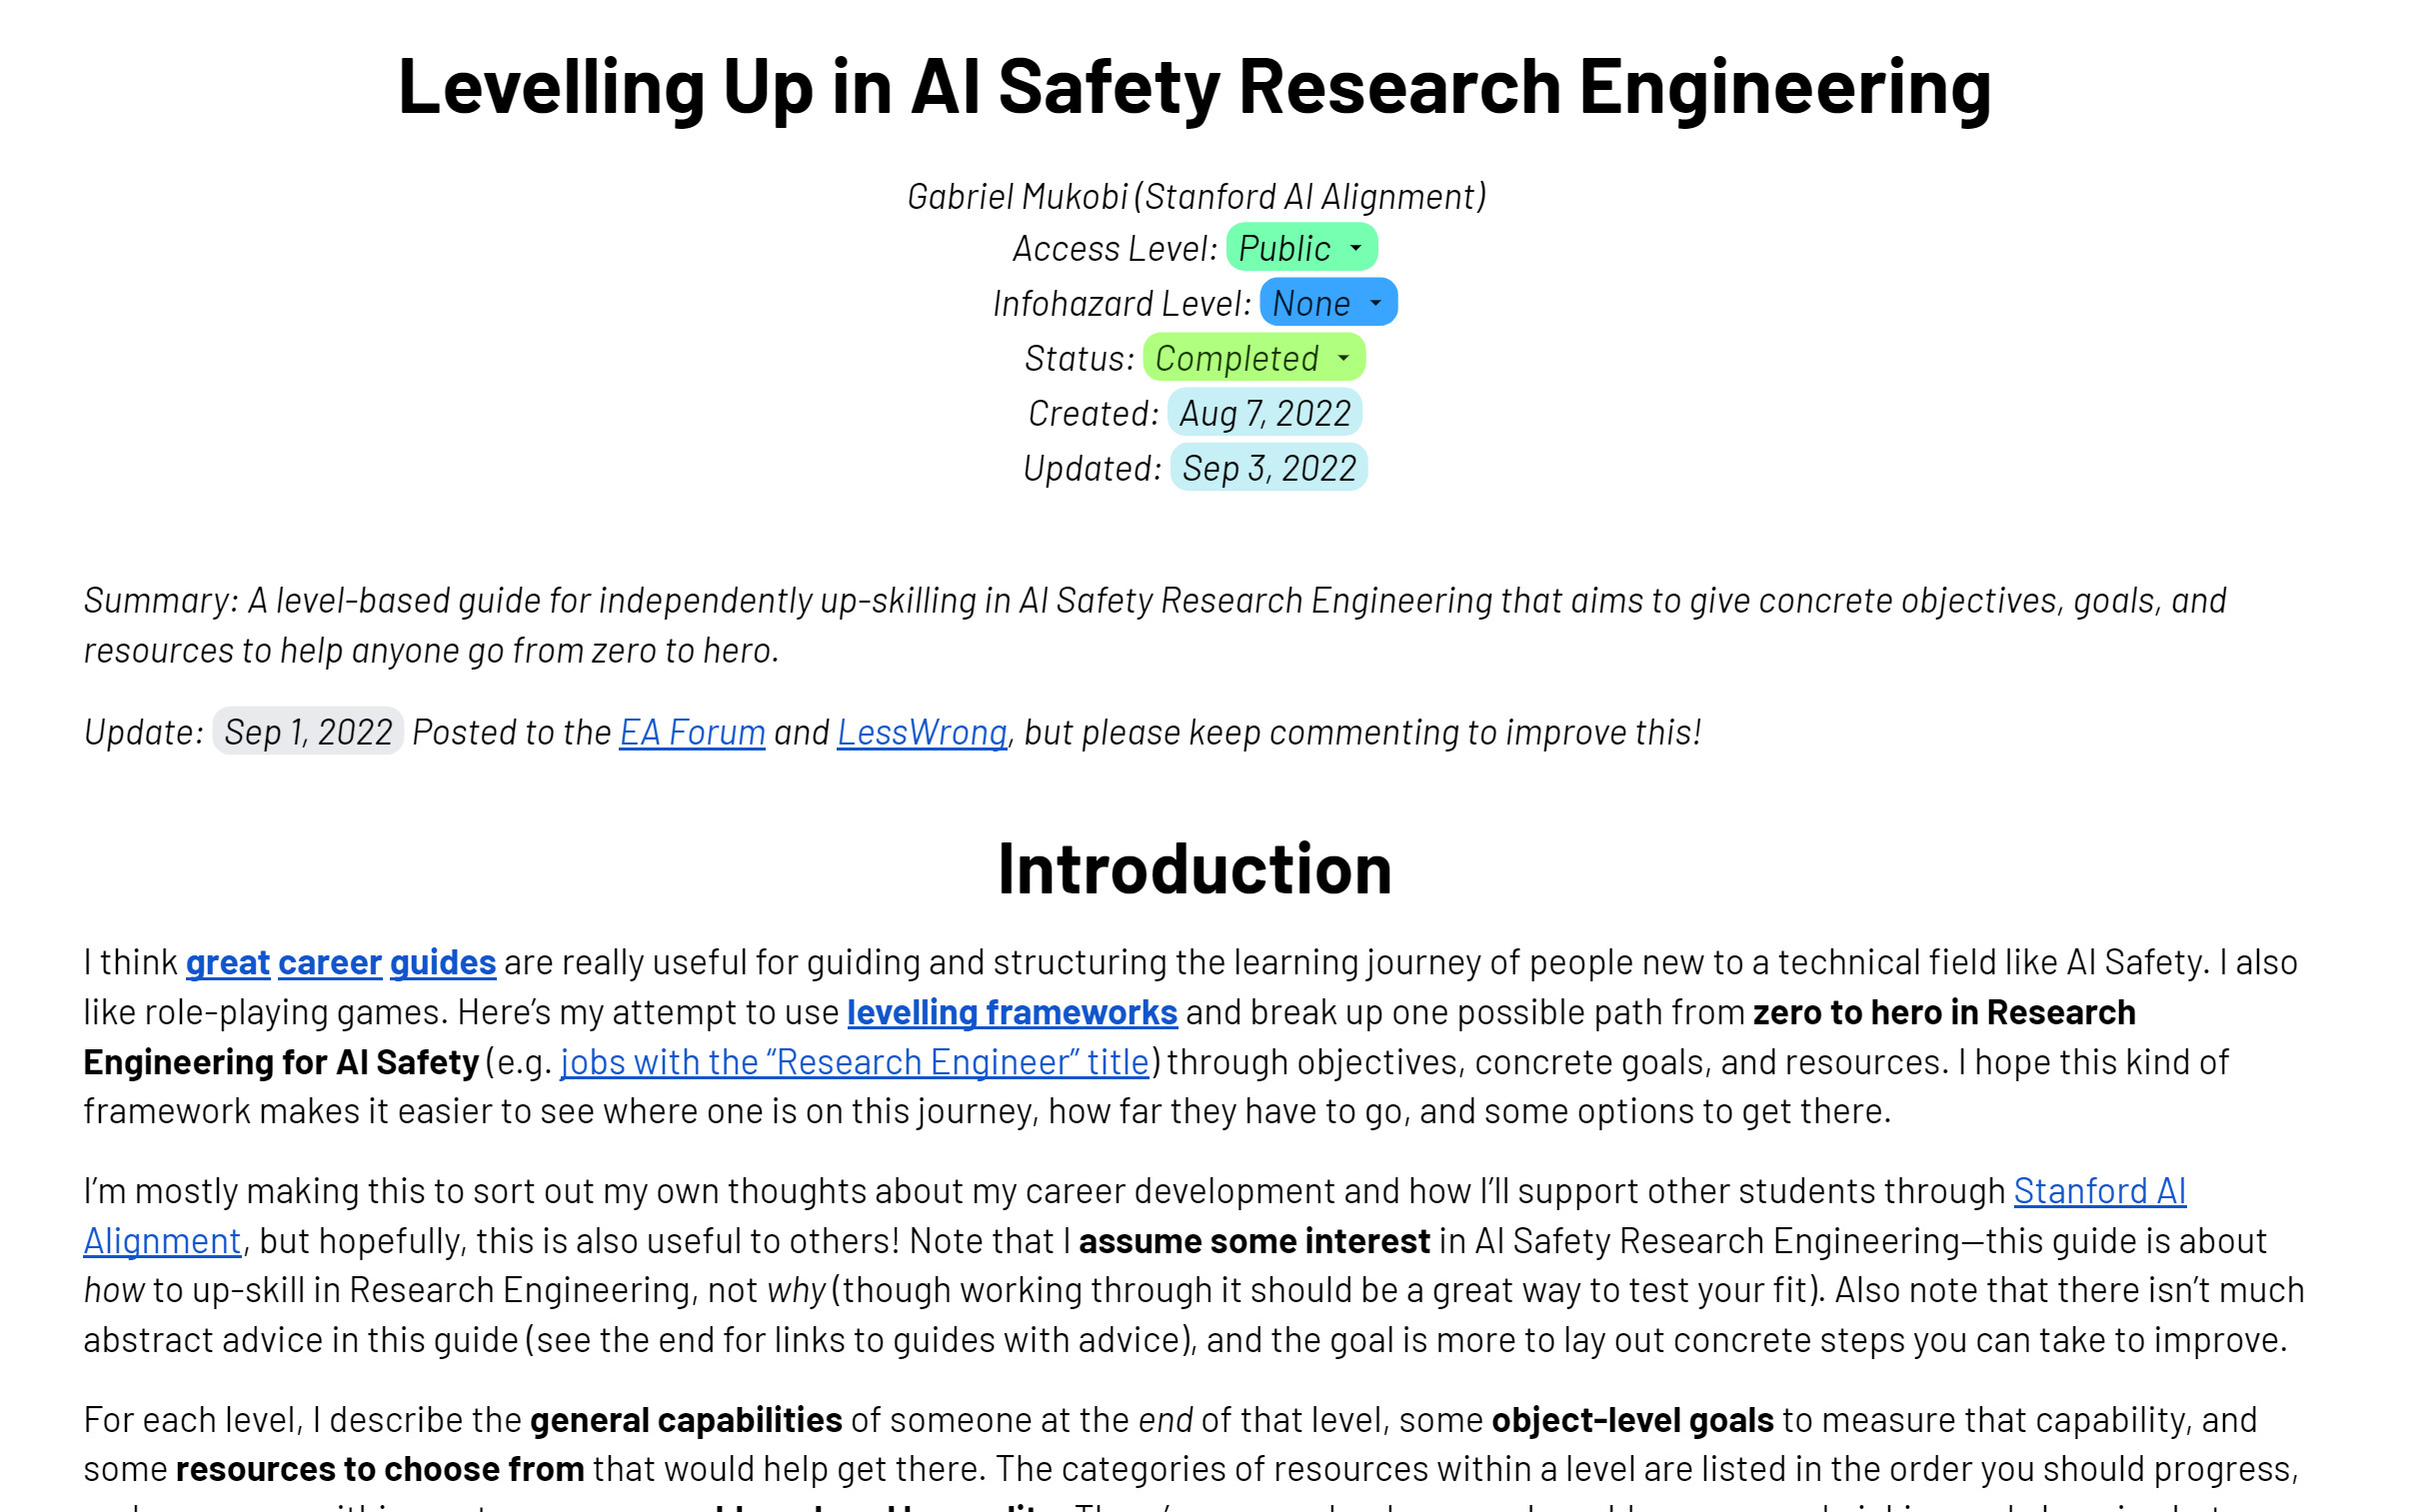 Levelling Up in AI Safety Research Engineering
Gabriel Mukobi (Stanford AI Alignment)
Access Level: Public
Infohazard Level: None
Status: Completed
Created: Aug 7, 2022
Updated: Sep 3, 2022
Summary: A level-based guide for independently up-skilling in AI Safety Research Engineering that aims to give concrete objectives, goals, and
resources to help anyone go from zero to hero.
Update: Sep 1, 2022 Posted to the EA Forum and LessWrong, but please keep commenting to improve this!
Introduction
I think great career guides are really useful for guiding and structuring the learning journey of people new to a technical field like AI Safety. I also
like role-playing games. Here’s my attempt to use levelling frameworks and break up one possible path from zero to hero in Research
Engineering for AI Safety (e.g. jobs with the “Research Engineer” title) through objectives, concrete goals, and resources. I hope this kind of
framework makes it easier to see where one is on this journey, how far they have to go, and some options to get there.
I’m mostly making this to sort out my own thoughts about my career development and how I’ll support other students through Stanford AI
Alignment, but hopefully, this is also useful to others! Note that I assume some interest in AI Safety Research Engineering—this guide is about
how to up-skill in Research Engineering, not why (though working through it should be a great way to test your fit). Also note that there isn’t much
abstract advice in this guide (see the end for links to guides with advice), and the goal is more to lay out concrete steps you can take to improve.
For each level, I describe the general capabilities of someone at the end of that level, some object-level goals to measure that capability, and
some resources to choose from that would help get there. The categories of resources within a level are listed in the order you should progress,